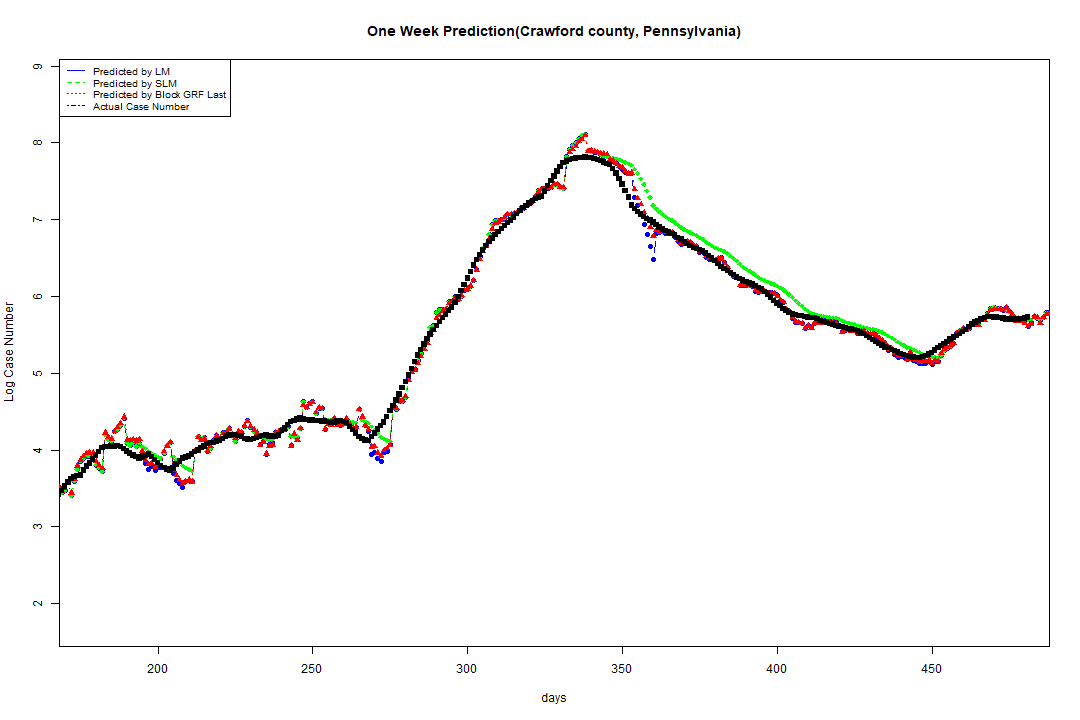 One Week Prediction(Crawford county, Pennsylvania)
Predicted by LM
Predicted by SLM
Predicted by Block GRF Last
Actual Case Number
Log Case Number
9
8
7
6
5
4
3
2
200 250 300 350 400 450
days